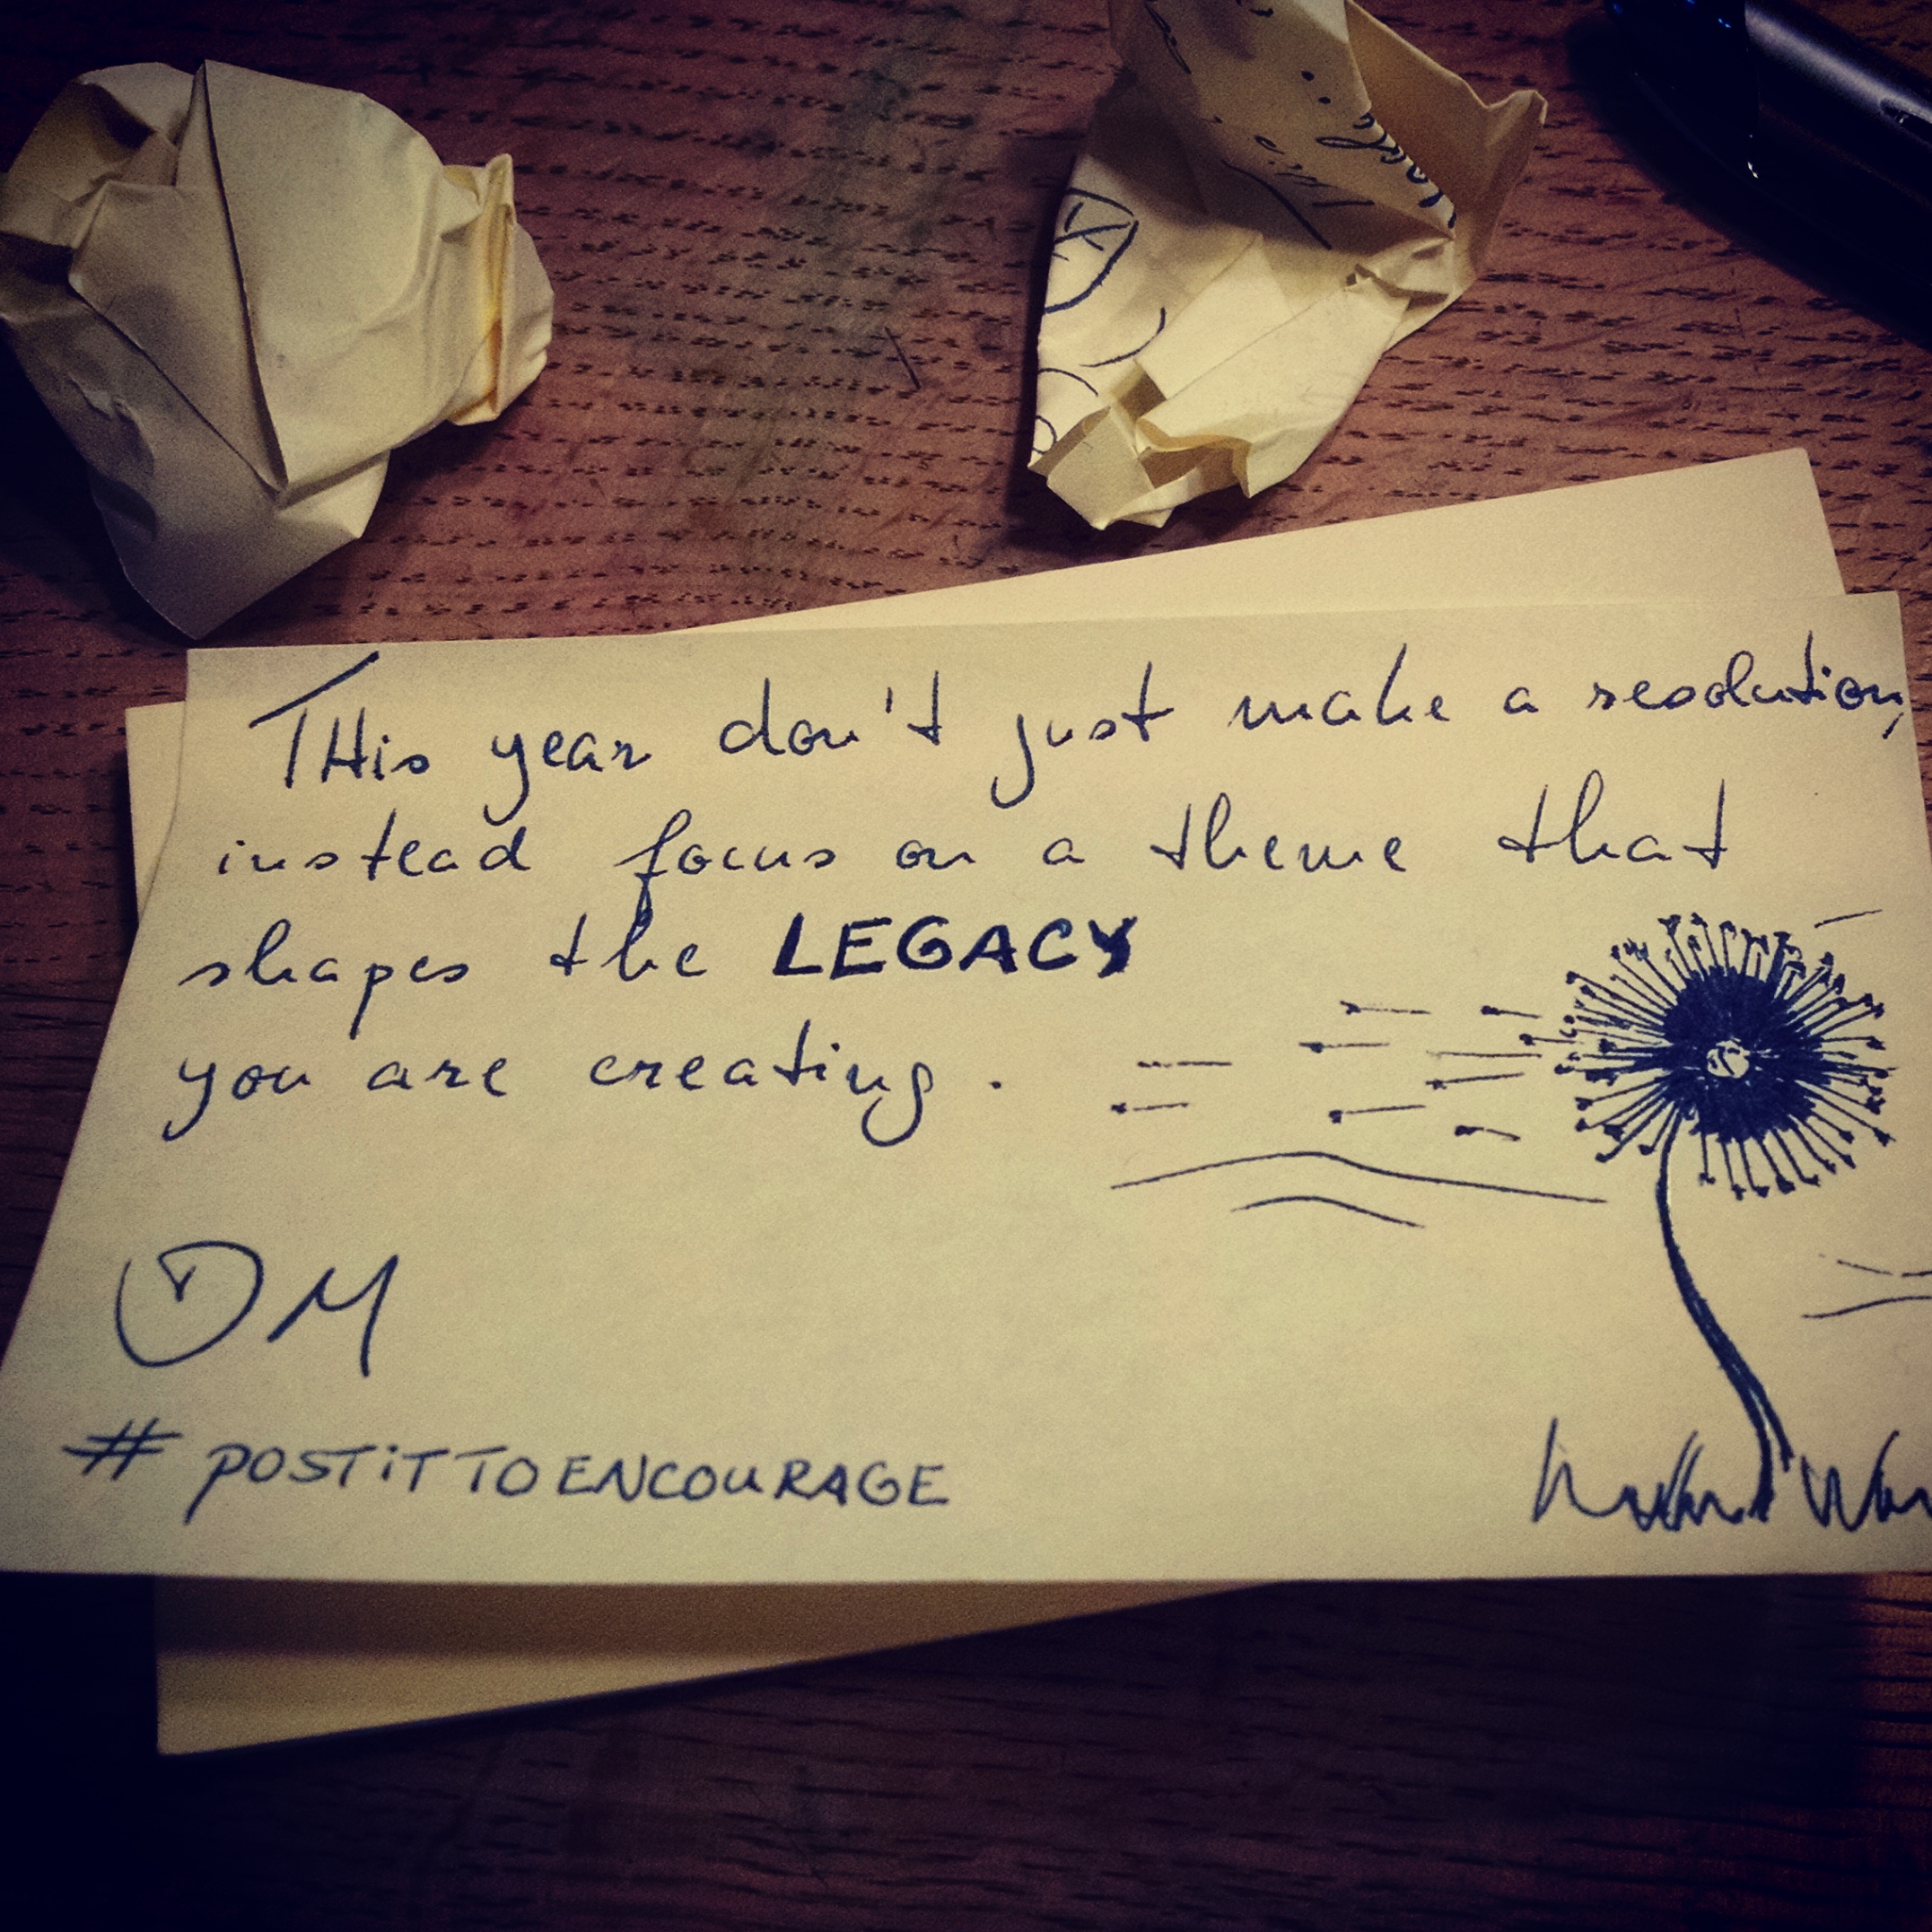 THis year don't just make a resolution,
instead focus on a theme that
shapes the LEGACY
you are creating.
DM
# POSTiTTOENCOURAGE